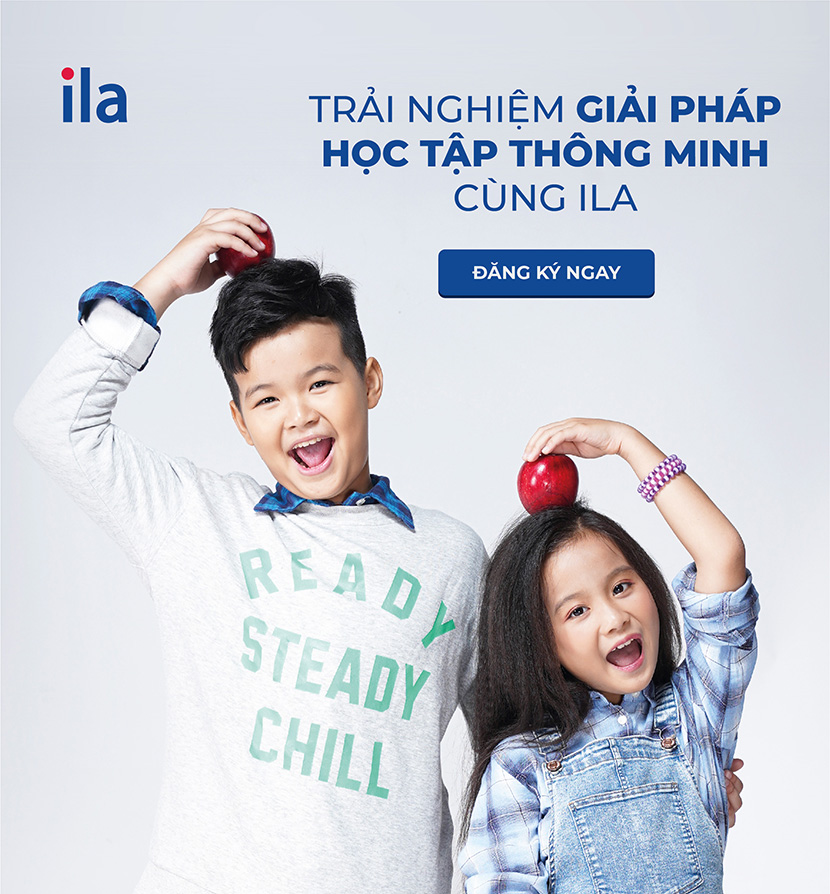 ila
TRẢI NGHIỆM GIẢI PHÁP
HỌC TẬP THÔNG MINH
CÙNG ILA
ĐĂNG KÝ NGAY
READY
STEADY
CHILL